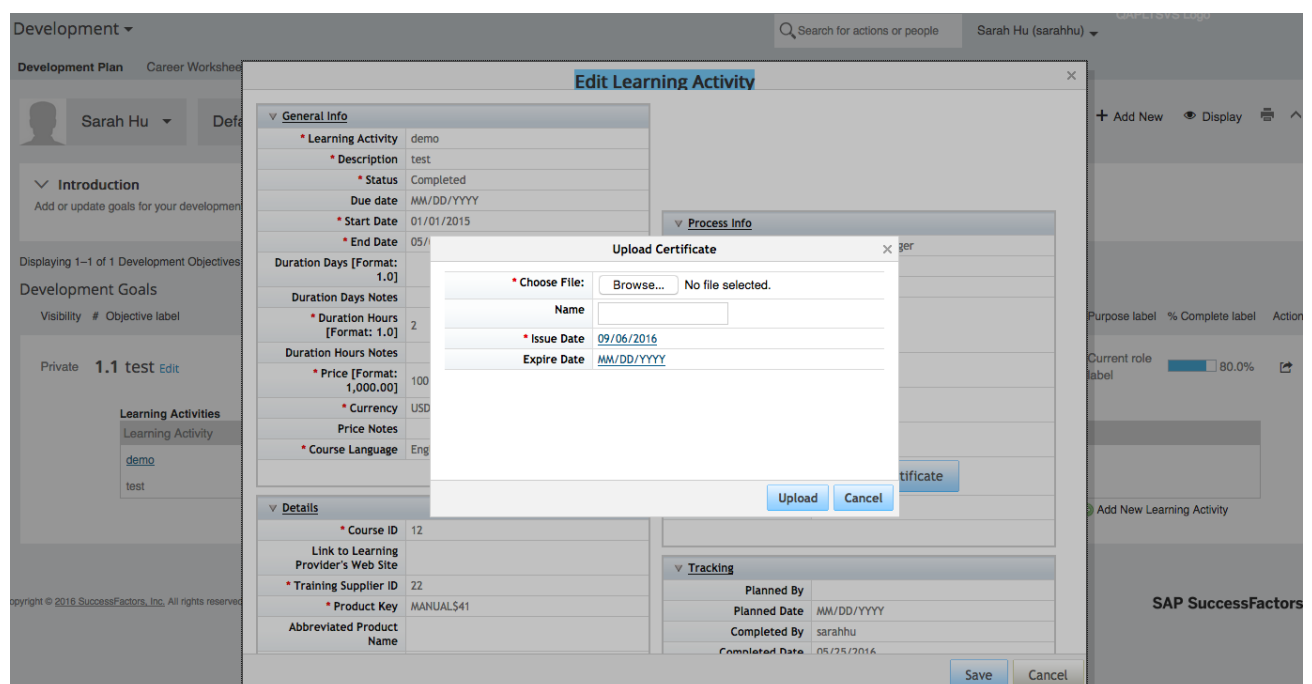 Development
Search for actions or people
Sarah Hu (sarahhu)
QAPLTSVS Logo
Development Plan
Career Workshee
Edit Learning Activity
Sarah Hu
Defa
+ Add New
Display
Introduction
Add or update goals for your developmen
Displaying 1–1 of 1 Development Objectives
Development Goals
Visibility # Objective label
Purpose label % Complete label Action
Private 1.1 test Edit
Current role
label
80.0%
Learning Activities
Learning Activity
demo
test
Add New Learning Activity
opyright © 2016 SuccessFactors, Inc. All rights reserved
SAP SuccessFactors
General Info
* Learning Activity demo
* Description test
* Status Completed
Due date MM/DD/YYYY
* Start Date 01/01/2015
* End Date 05/
Duration Days [Format:
1.0]
Duration Days Notes
* Duration Hours
[Format: 1.0] 2
Duration Hours Notes
* Price [Format:
1,000.00] 100
* Currency USD
Price Notes
* Course Language Eng
Details
* Course ID 12
Link to Learning
Provider's Web Site
* Training Supplier ID 22
* Product Key MANUAL$41
Abbreviated Product
Name
Process Info
ger
tificate
Tracking
Planned By
Planned Date MM/DD/YYYY
Completed By sarahhu
Completed Date 05/25/2016
Save
Cancel
Upload Certificate
* Choose File: Browse... No file selected.
Name
* Issue Date 09/06/2016
Expire Date MM/DD/YYYY
Upload
Cancel